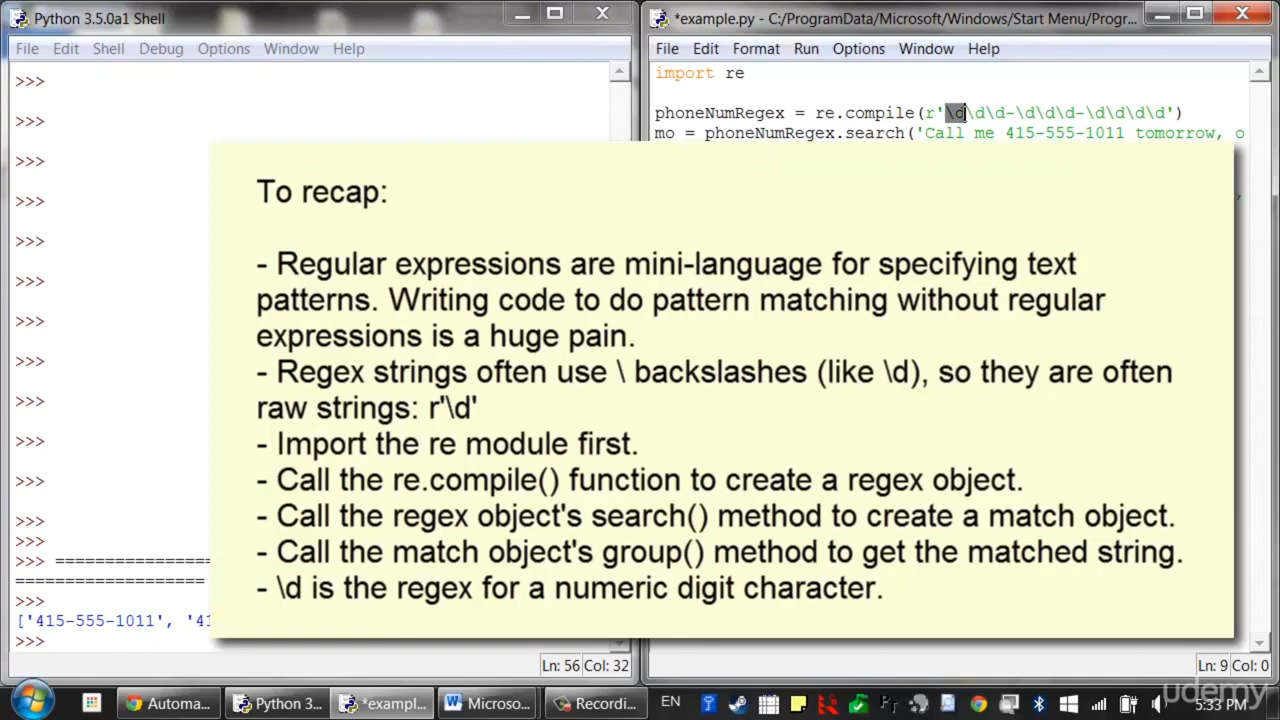 Python 3.5.0a1 Shell
*example.py - C:/ProgramData/Microsoft/Windows/Start Menu/Progr...
File Edit Shell Debug Options Window Help
File Edit Format Run Options Window Help
import re
phoneNumRegex = re.compile(r'\d\d\d-\d\d\d-\d\d\d\d')
mo = phoneNumRegex.search('Call me 415-555-1011 tomorrow, o
>>>
>>>
>>>
>>>
>>>
>>>
>>>
>>>
>>>
>>>
>>>
>>>
>>>
>>> ================
===================
>>>
['415-555-1011', '41
>>>
To recap:
- Regular expressions are mini-language for specifying text
patterns. Writing code to do pattern matching without regular
expressions is a huge pain.
- Regex strings often use \ backslashes (like \d), so they are often
raw strings: r'\d'
- Import the re module first.
- Call the re.compile() function to create a regex object.
- Call the regex object's search() method to create a match object.
- Call the match object's group() method to get the matched string.
- \d is the regex for a numeric digit character.
Ln: 56 Col: 32
Ln: 9 Col: 0
Automa... Python 3... *exampl... Microso... Recordi... EN 5:33 PM
udemy